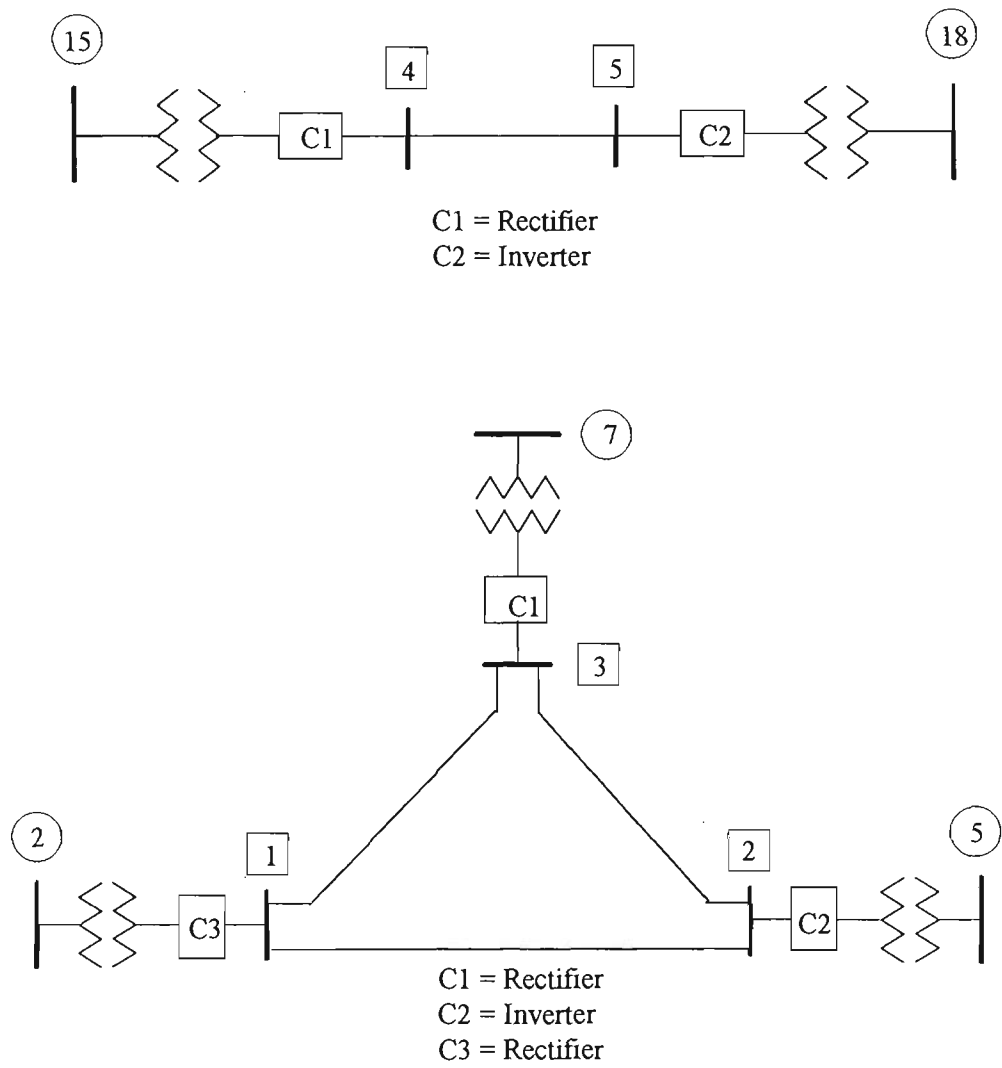 15
18
4
5
C1
C2
C1 = Rectifier
C2 = Inverter
7
C1
3
2
1
2
5
C3
C2
C1 = Rectifier
C2 = Inverter
C3 = Rectifier